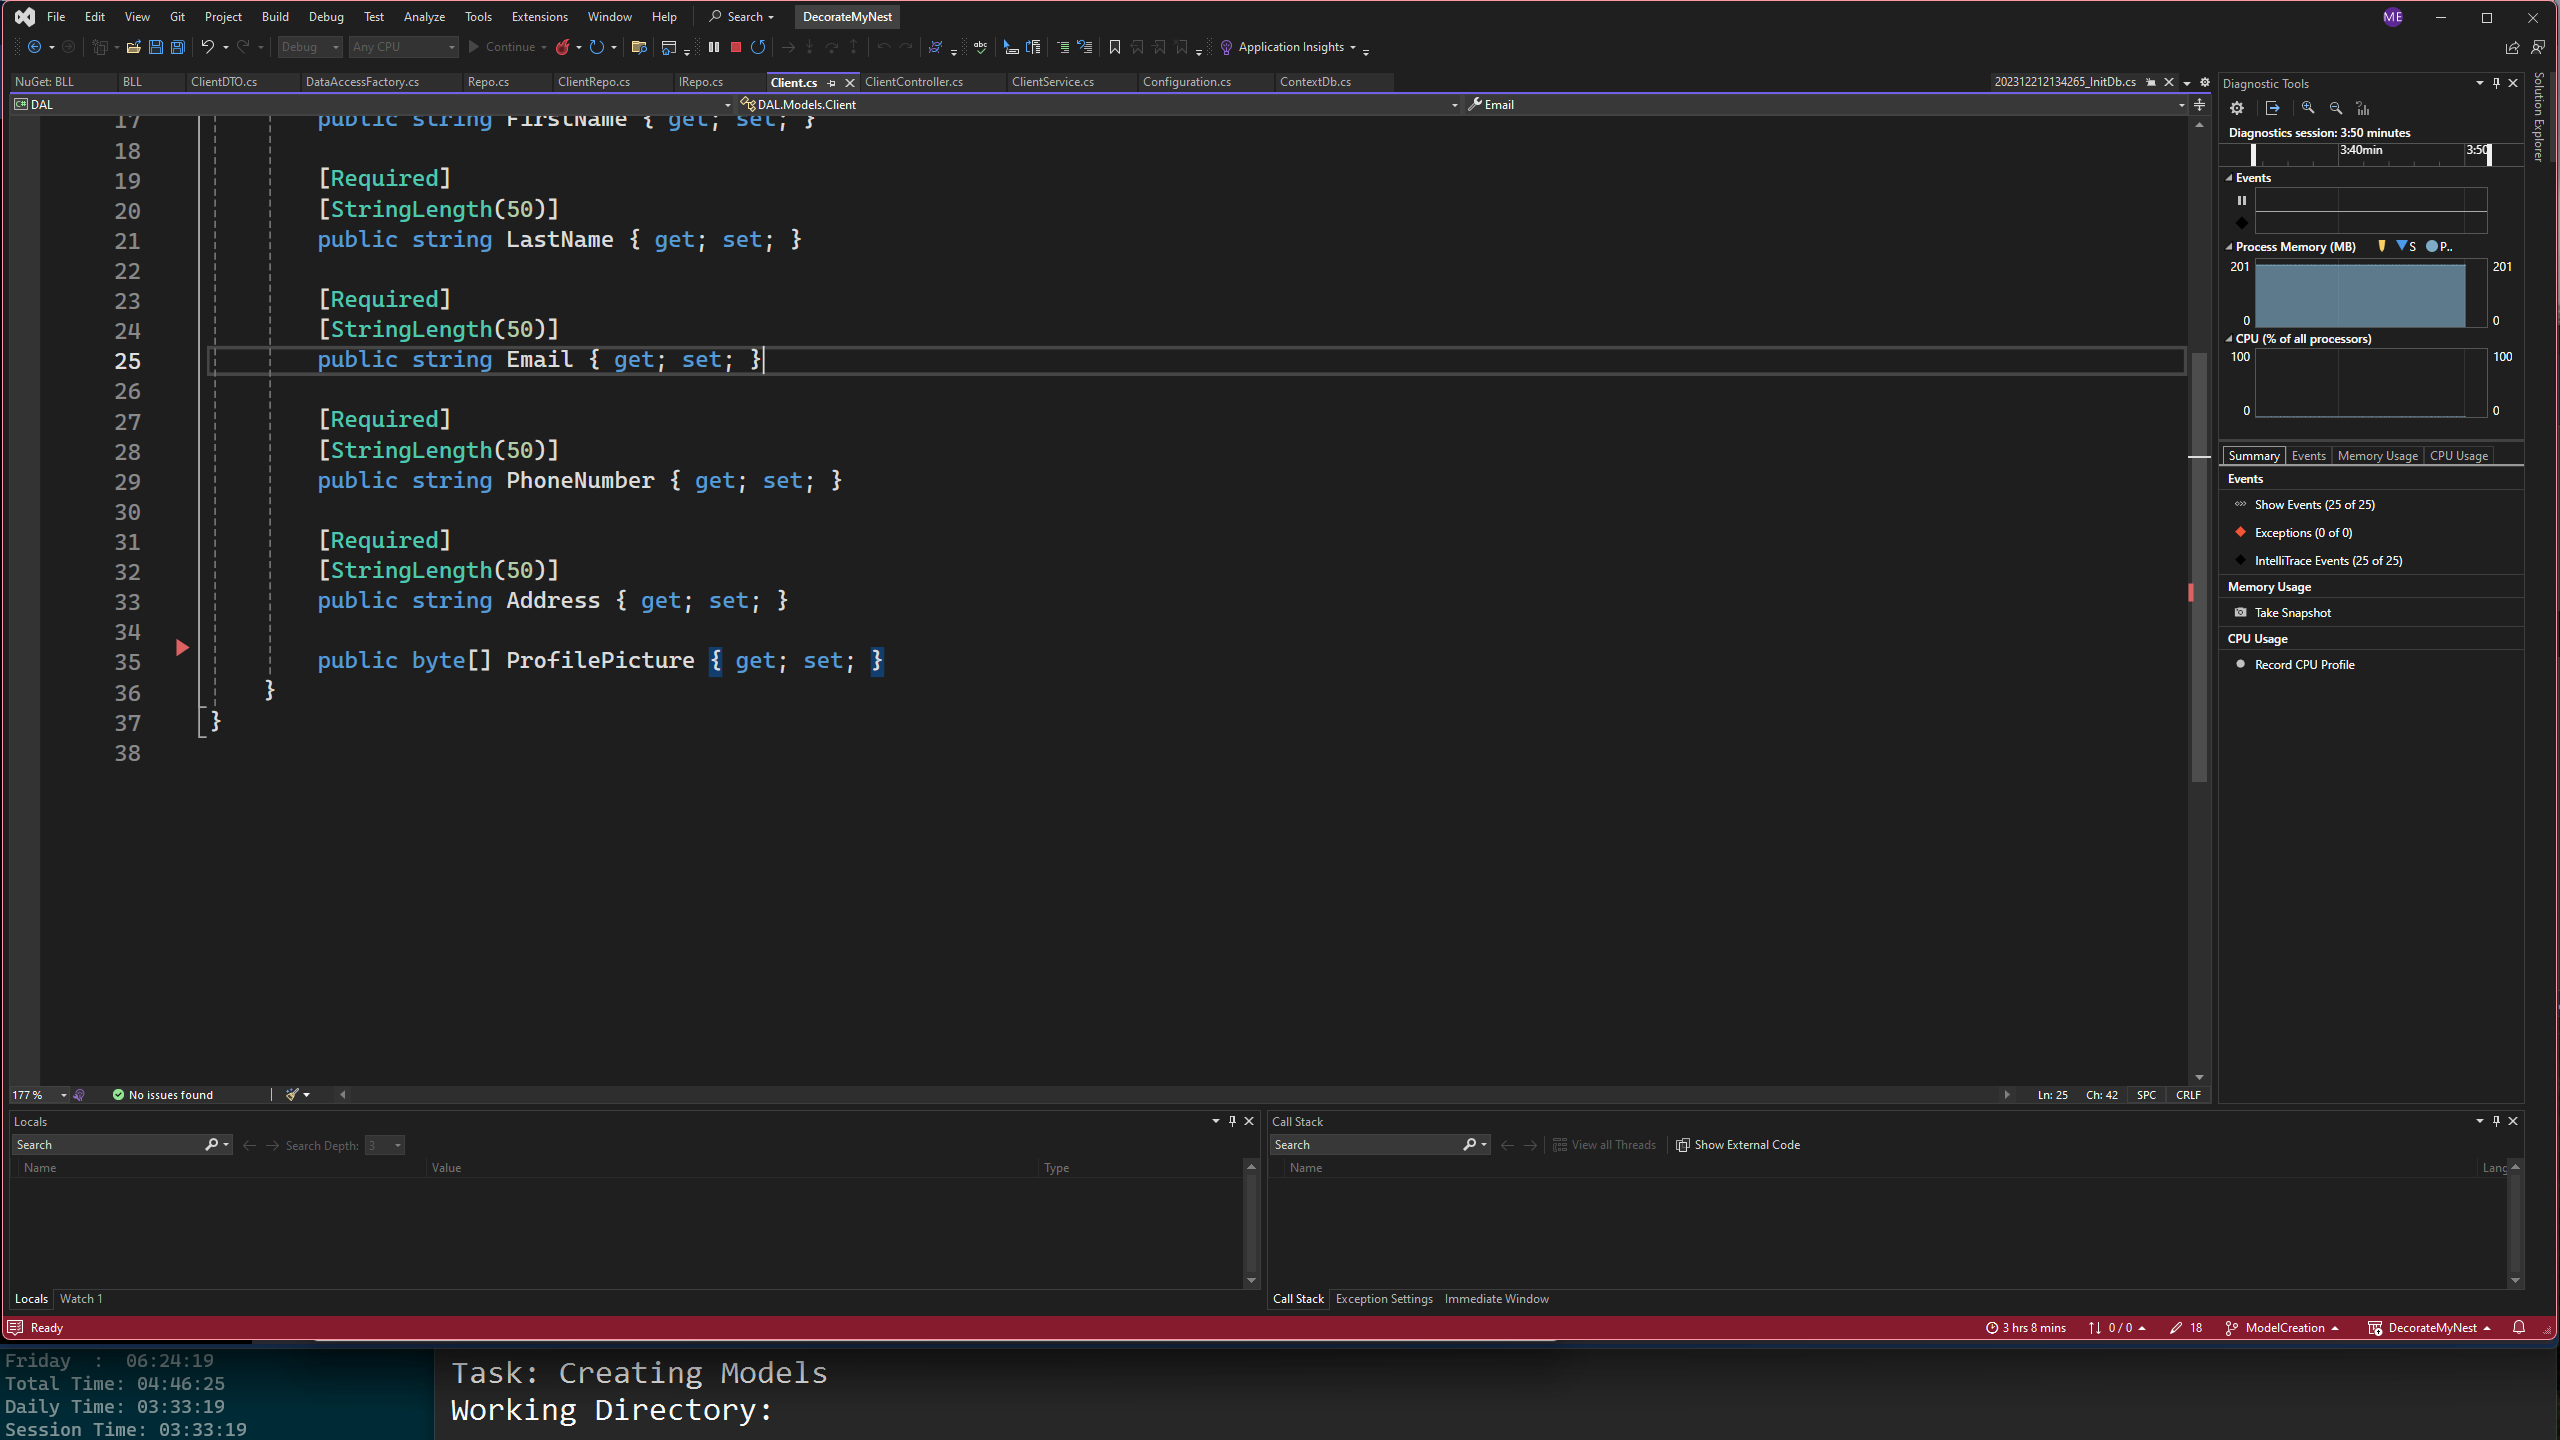 File Edit View Git Project Build Debug Test Analyze Tools Extensions Window Help Search DecorateMyNest ME
Debug Any CPU Continue Application Insights
NuGet: BLL BLL ClientDTO.cs DataAccessFactory.cs Repo.cs ClientRepo.cs IRepo.cs Client.cs ClientController.cs ClientService.cs Configuration.cs ContextDb.cs 202312212134265_InitDb.cs
DAL DAL.Models.Client Email
17 public string FirstName { get; set; }
18
19 [Required]
20 [StringLength(50)]
21 public string LastName { get; set; }
22
23 [Required]
24 [StringLength(50)]
25 public string Email { get; set; }
26
27 [Required]
28 [StringLength(50)]
29 public string PhoneNumber { get; set; }
30
31 [Required]
32 [StringLength(50)]
33 public string Address { get; set; }
34
35 public byte[] ProfilePicture { get; set; }
36 }
37 }
38
177 % No issues found Ln: 25 Ch: 42 SPC CRLF
Diagnostic Tools
Diagnostics session: 3:50 minutes
3:40min 3:50
Events
Process Memory (MB) S P..
201 201
0 0
CPU (% of all processors)
100 100
0 0
Summary Events Memory Usage CPU Usage
Events
Show Events (25 of 25)
Exceptions (0 of 0)
IntelliTrace Events (25 of 25)
Memory Usage
Take Snapshot
CPU Usage
Record CPU Profile
Solution Explorer
Locals
Search Search Depth: 3
Name Value Type
Locals Watch 1
Call Stack
Search View all Threads Show External Code
Name Lang
Call Stack Exception Settings Immediate Window
Ready 3 hrs 8 mins 0 / 0 18 ModelCreation DecorateMyNest
Friday : 06:24:19
Total Time: 04:46:25
Daily Time: 03:33:19
Session Time: 03:33:19
Task: Creating Models
Working Directory: